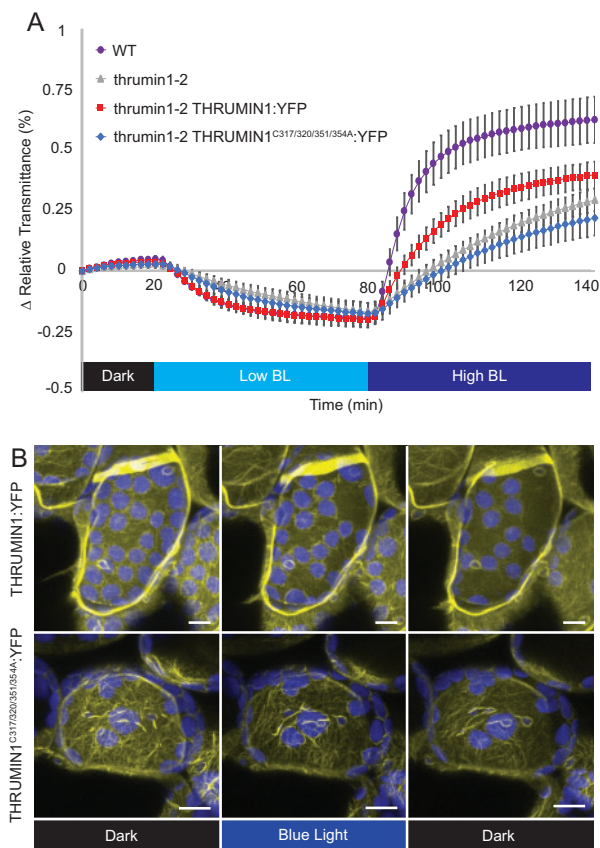 A
1
0.75
0.5
0.25
0
-0.25
-0.5
Δ Relative Transmittance (%)
WT
thrumin1-2
thrumin1-2 THRUMIN1:YFP
thrumin1-2 THRUMIN1C317/320/351/354A:YFP
0 20 40 60 80 100 120 140
Dark Low BL High BL
Time (min)
B
THRUMIN1:YFP
THRUMIN1C317/320/351/354A:YFP
Dark Blue Light Dark